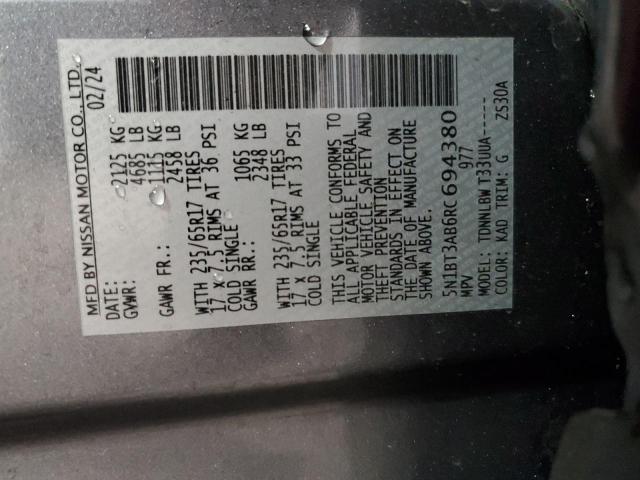 MFD BY NISSAN MOTOR CO., LTD.
DATE: 02/24
GVWR: 2125 KG
4685 LB
GAWR FR.: 1115 KG
2458 LB
WITH 235/65R17 TIRES
17 x 7.5 RIMS AT 36 PSI
COLD SINGLE
GAWR RR.: 1065 KG
2348 LB
WITH 235/65R17 TIRES
17 x 7.5 RIMS AT 33 PSI
COLD SINGLE
THIS VEHICLE CONFORMS TO
ALL APPLICABLE FEDERAL
MOTOR VEHICLE SAFETY AND
THEFT PREVENTION
STANDARDS IN EFFECT ON
THE DATE OF MANUFACTURE
SHOWN ABOVE.
5N1BT3AB6RC694380
MPV 977
MODEL: TDNNLBW T33UUA------
COLOR: KAD TRIM: G ZS30A